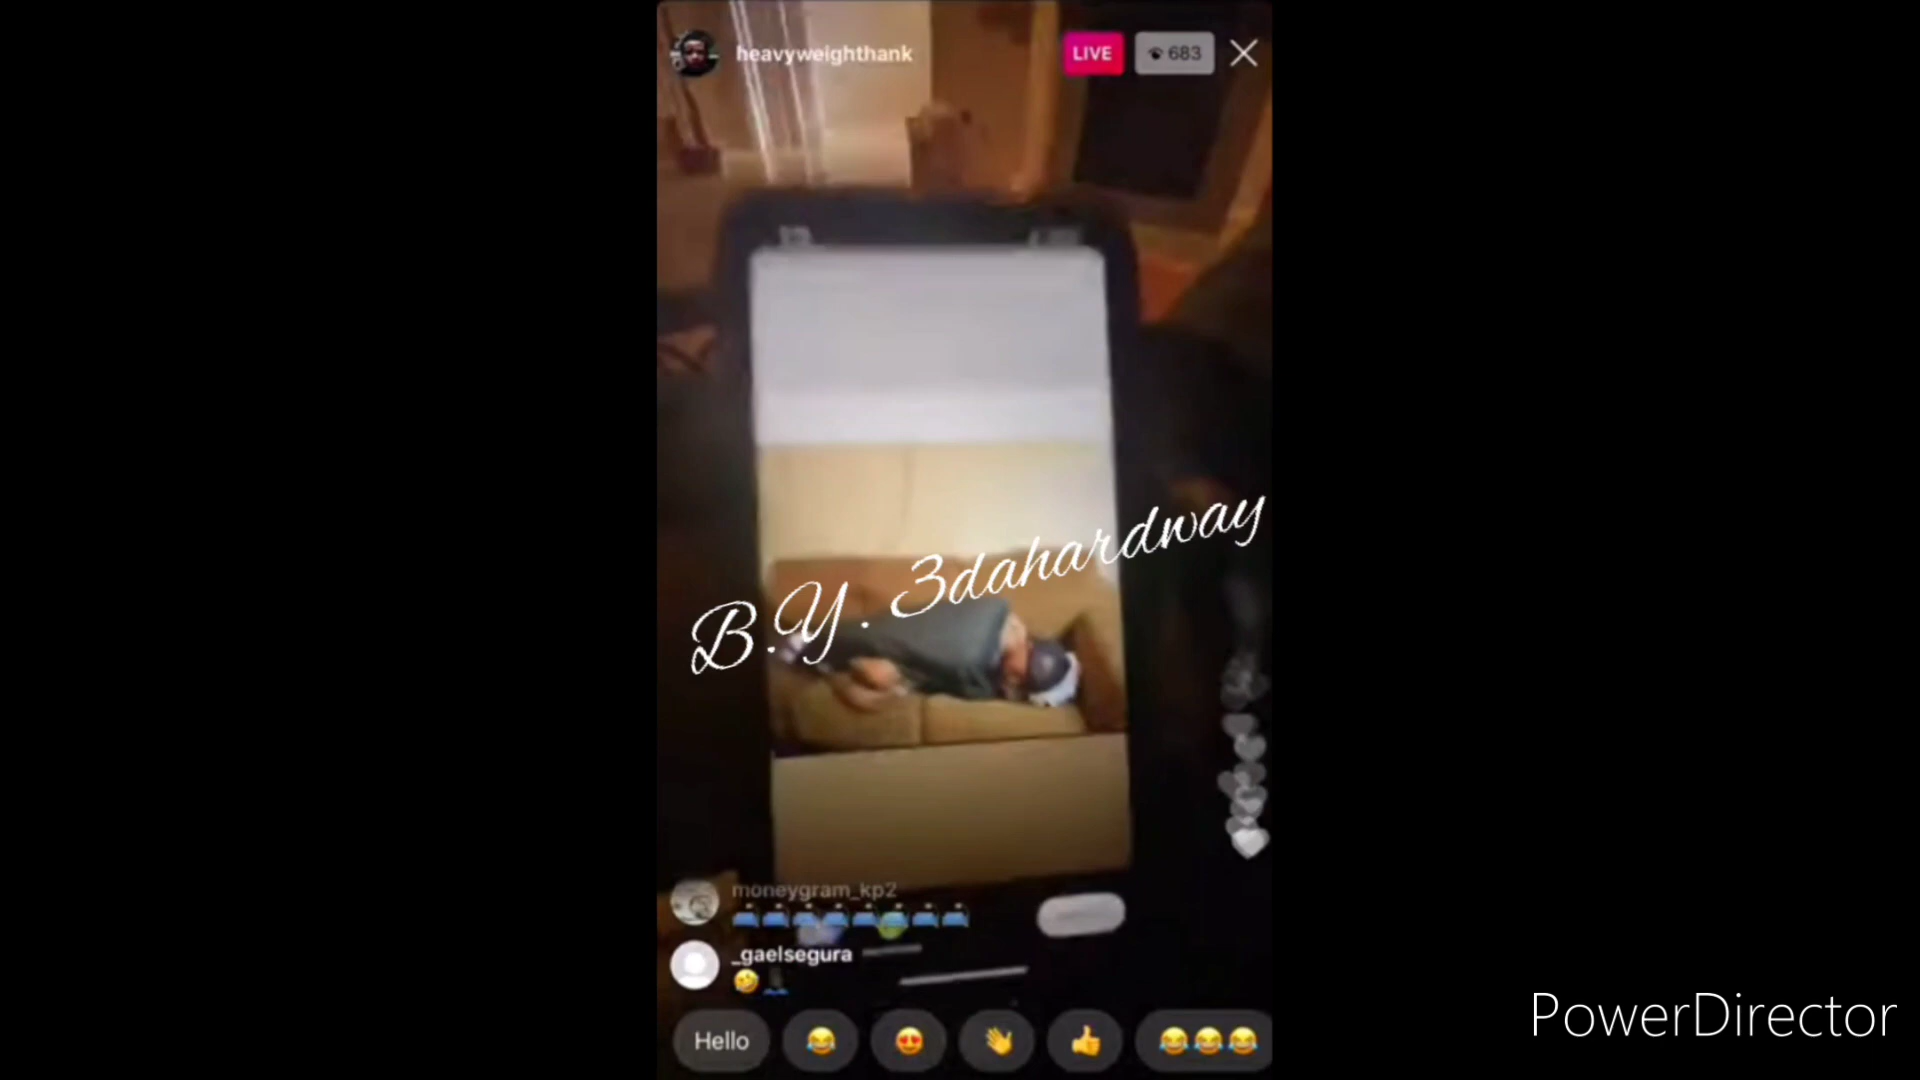 heavyweighthank
LIVE
683
B.Y. 3dahardway
moneygram_kp2
_gaelsegura
Hello
PowerDirector